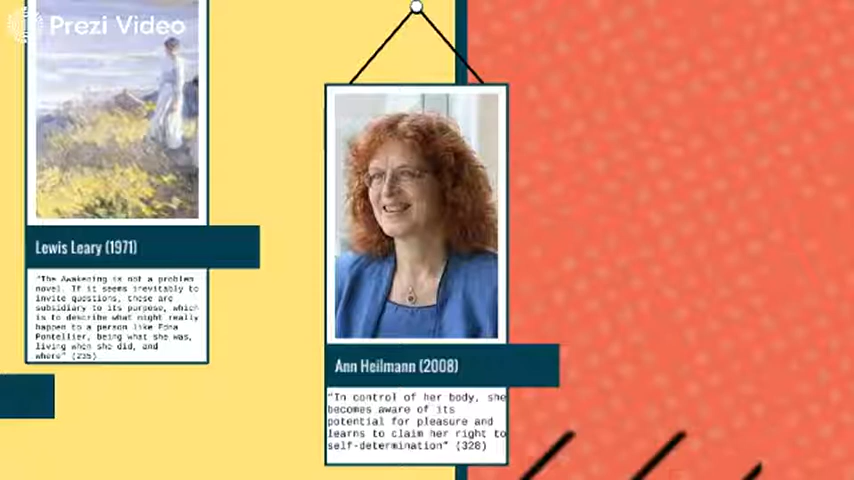 Prezi Video
Lewis Leary (1971)
"The Awakening is not a problem
novel. If it seems inevitably to
invite questions, these are
subsidiary to its purpose, which
is to describe what might really
happen to a person like Edna
Pontellier, being what she was,
living when she did, and
where" (235)
Ann Heilmann (2008)
"In control of her body, she
becomes aware of its
potential for pleasure and
learns to claim her right to
self-determination" (328)